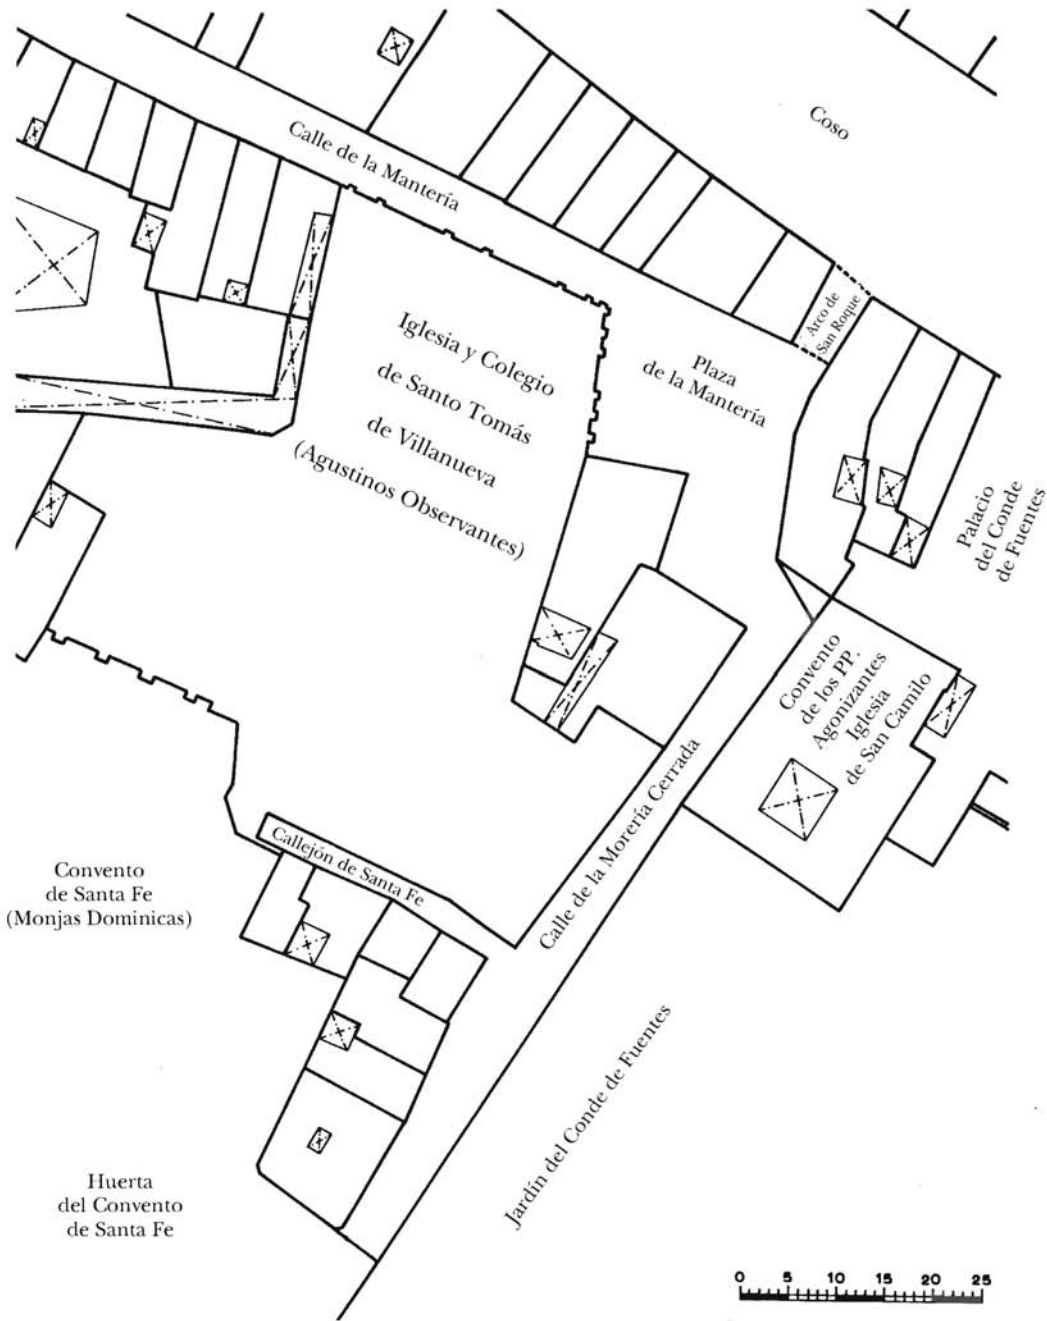 Coso
Calle de la Mantería
Arco de
San Roque
Plaza
de la Mantería
Iglesia y Colegio
de Santo Tomás
de Villanueva
(Agustinos Observantes)
Palacio
del Conde
de Fuentes
Convento
de los PP.
Agonizantes
Iglesia
de San Camilo
Calle de la Morería Cerrada
Callejón de Santa Fe
Convento
de Santa Fe
(Monjas Dominicas)
Jardín del Conde de Fuentes
Huerta
del Convento
de Santa Fe
0 5 10 15 20 25